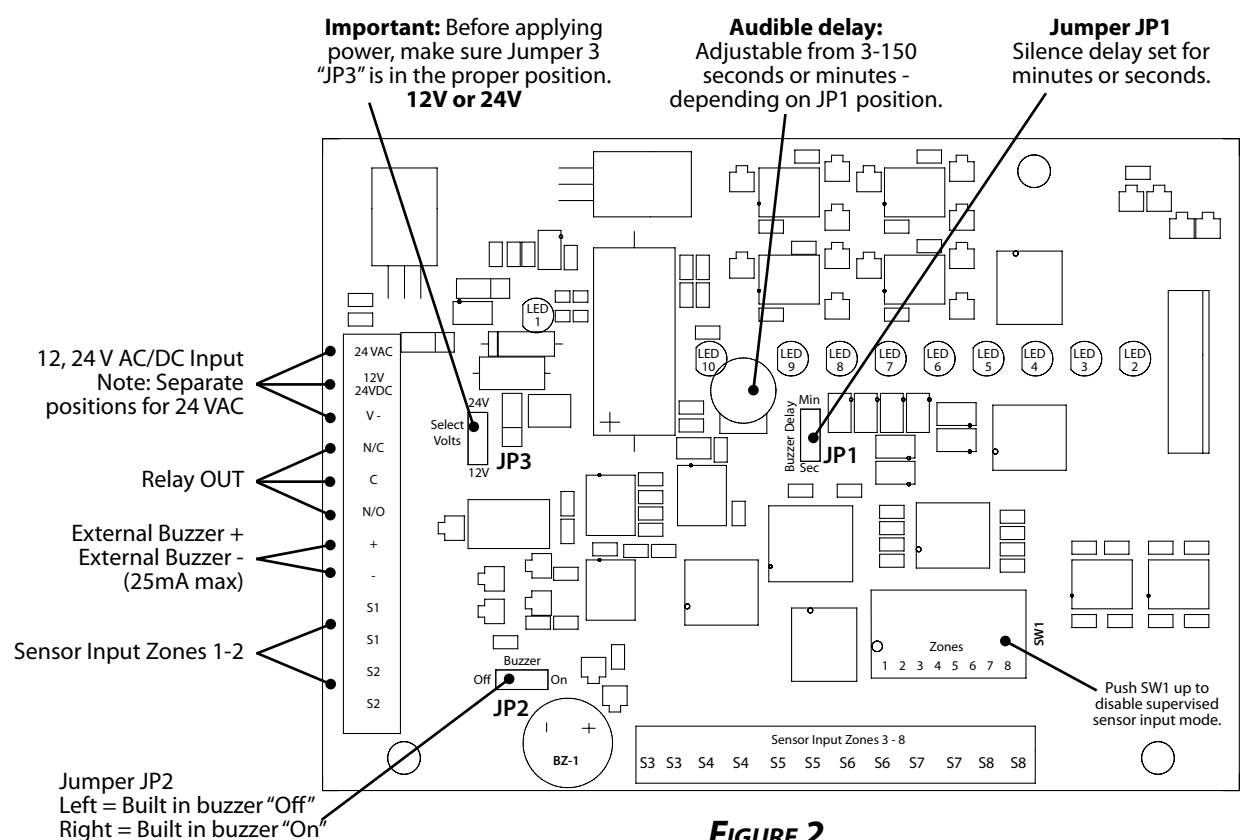 Important: Before applying
power, make sure Jumper 3
“JP3” is in the proper position.
12V or 24V
Audible delay:
Adjustable from 3-150
seconds or minutes -
depending on JP1 position.
Jumper JP1
Silence delay set for
minutes or seconds.
12, 24 V AC/DC Input
Note: Separate
positions for 24 VAC
Relay OUT
External Buzzer +
External Buzzer -
(25mA max)
Sensor Input Zones 1-2
Jumper JP2
Left = Built in buzzer “Off”
Right = Built in buzzer “On”
24 VAC
12V
24VDC
V -
N/C
C
N/O
+
-
S1
S1
S2
S2
LED
1
24V
Select
Volts
12V
JP3
+
LED
10
LED
9
LED
8
LED
7
LED
6
LED
5
LED
4
LED
3
LED
2
Buzzer Delay
Min
Sec
JP1
Zones
1 2 3 4 5 6 7 8
SW1
Push SW1 up to
disable supervised
sensor input mode.
Buzzer
Off
On
JP2
- +
BZ-1
Sensor Input Zones 3 - 8
S3 S3 S4 S4 S5 S5 S6 S6 S7 S7 S8 S8
FIGURE 2